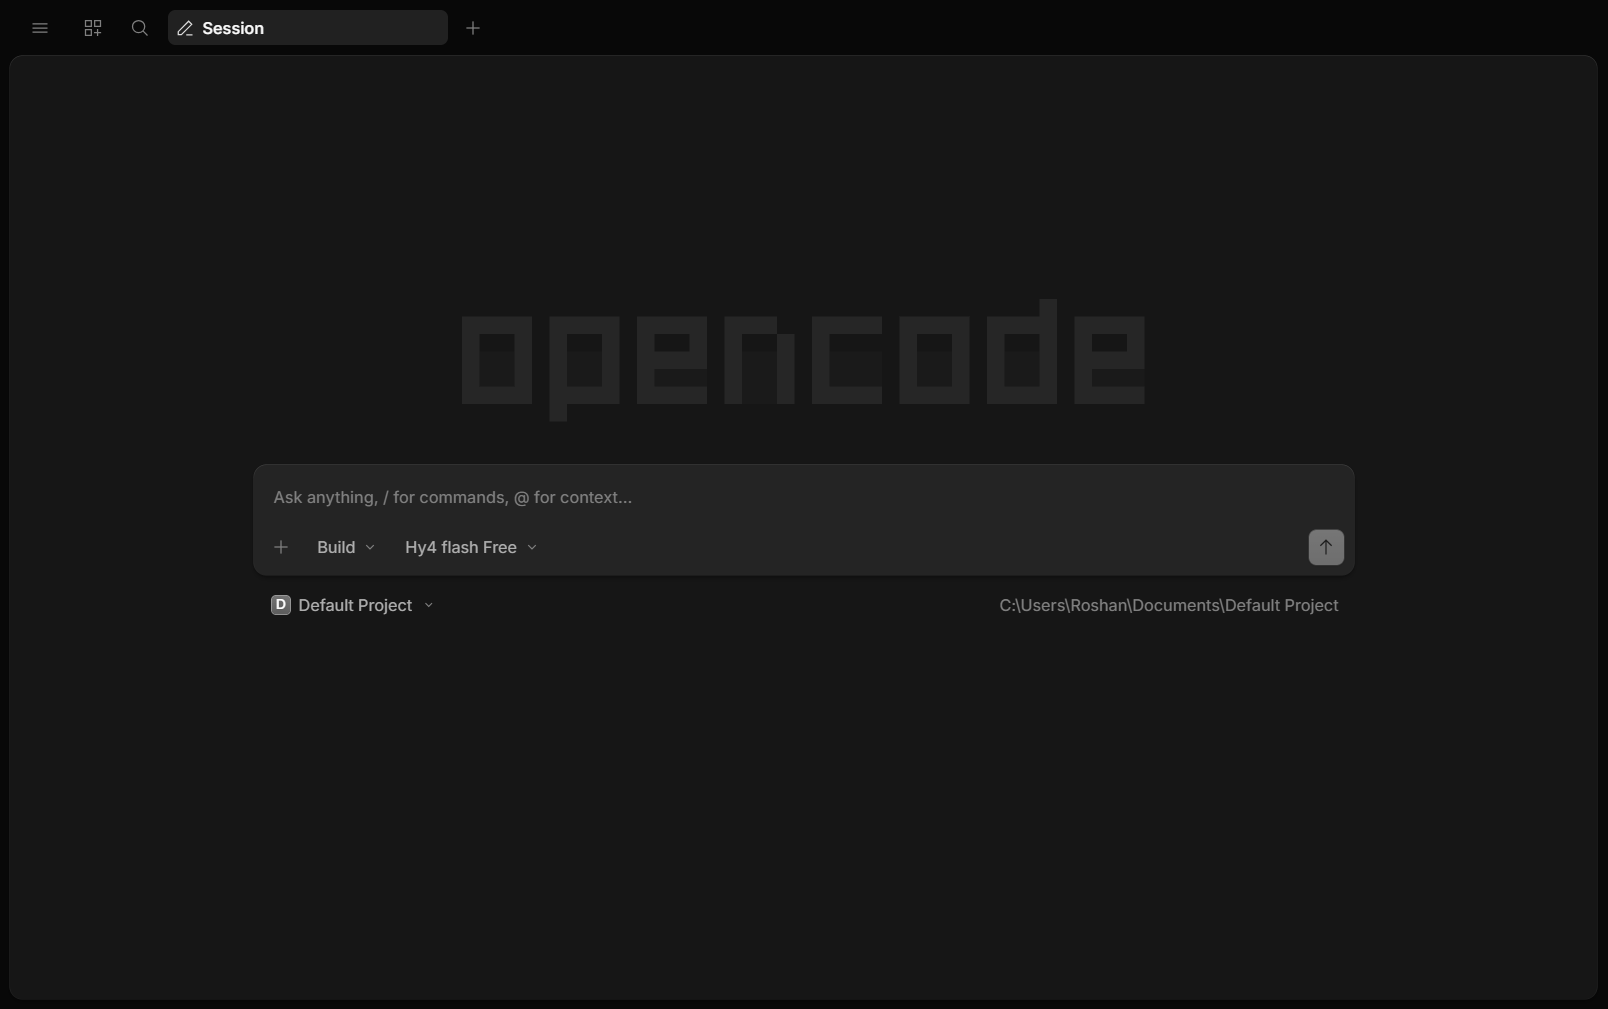 Session
opencode
Ask anything, / for commands, @ for context...
Build
Hy4 flash Free
D Default Project
C:\Users\Roshan\Documents\Default Project